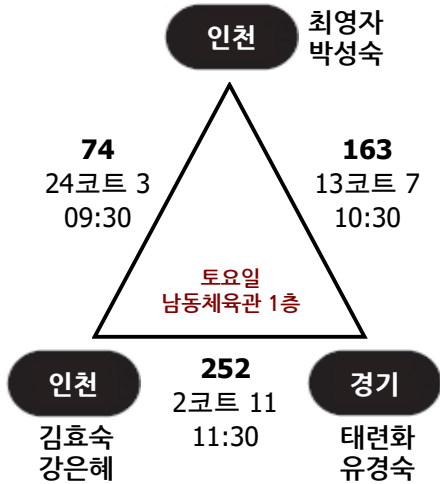 인천
최영자
박성숙
74
24코트 3
09:30
163
13코트 7
10:30
토요일
남동체육관 1층
인천
김효숙
강은혜
252
2코트 11
11:30
경기
태련화
유경숙